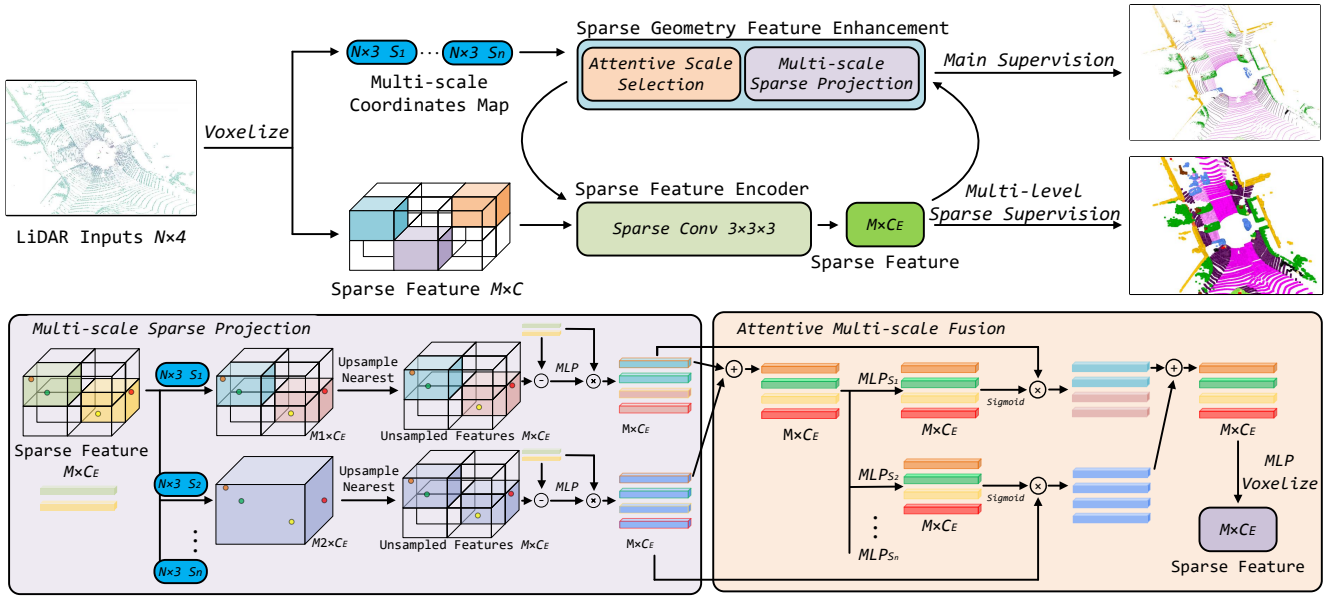 Sparse Geometry Feature Enhancement
N×3 S1 ··· N×3 Sn
Attentive Scale
Selection
Multi-scale
Sparse Projection
Main Supervision
Multi-scale
Coordinates Map
Voxelize
LiDAR Inputs N×4
Sparse Feature Encoder
Sparse Conv 3×3×3
M×CE
Sparse Feature
Multi-level
Sparse Supervision
Sparse Feature M×C
Multi-scale Sparse Projection
N×3 S1
Upsample
Nearest
MLP
M1×CE
Unsampled Features M×CE
M×CE
Sparse Feature
M×CE
N×3 S2
Upsample
Nearest
MLP
M2×CE
Unsampled Features M×CE
M×CE
N×3 Sn
Attentive Multi-scale Fusion
MLPS1
Sigmoid
M×CE
M×CE
M×CE
MLPS2
Sigmoid
M×CE
MLPSn
MLP
Voxelize
M×CE
Sparse Feature